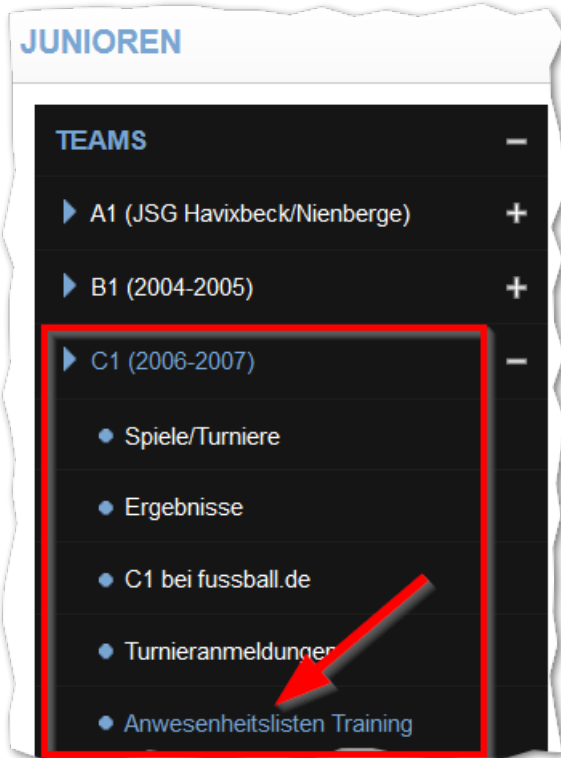 JUNIOREN
TEAMS
A1 (JSG Havixbeck/Nienberge)
B1 (2004-2005)
C1 (2006-2007)
Spiele/Turniere
Ergebnisse
C1 bei fussball.de
Turnieranmeldungen
Anwesenheitslisten Training